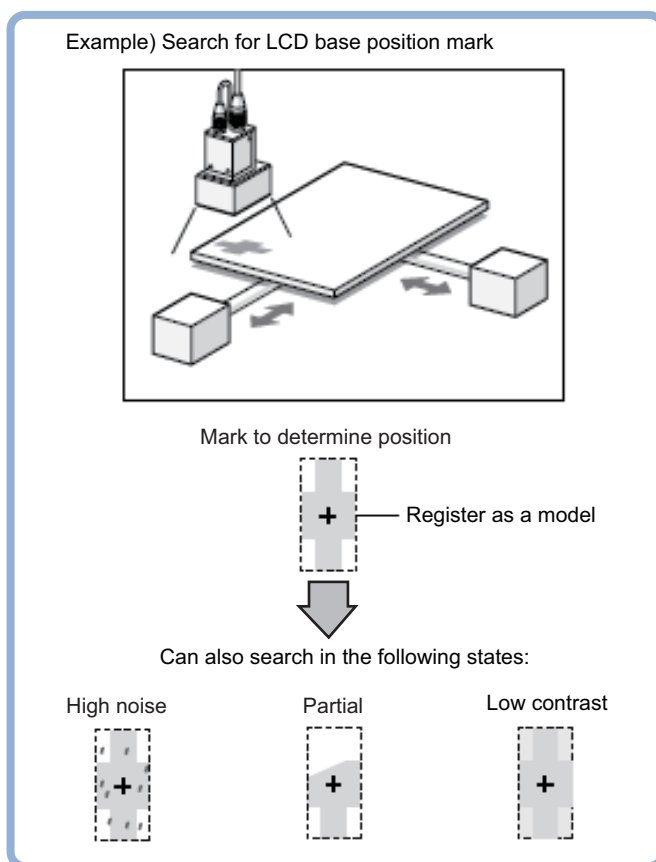 Example) Search for LCD base position mark
Mark to determine position
Register as a model
Can also search in the following states:
High noise
Partial
Low contrast